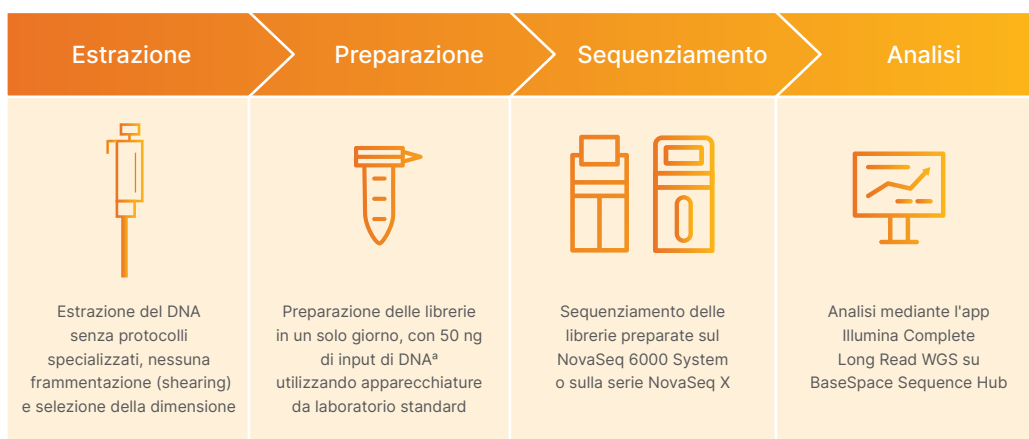 Estrazione
Preparazione
Sequenziamento
Analisi
Estrazione del DNA
senza protocolli
specializzati, nessuna
frammentazione (shearing)
e selezione della dimensione
Preparazione delle librerie
in un solo giorno, con 50 ng
di input di DNAª
utilizzando apparecchiature
da laboratorio standard
Sequenziamento delle
librerie preparate sul
NovaSeq 6000 System
o sulla serie NovaSeq X
Analisi mediante l'app
Illumina Complete
Long Read WGS su
BaseSpace Sequence Hub